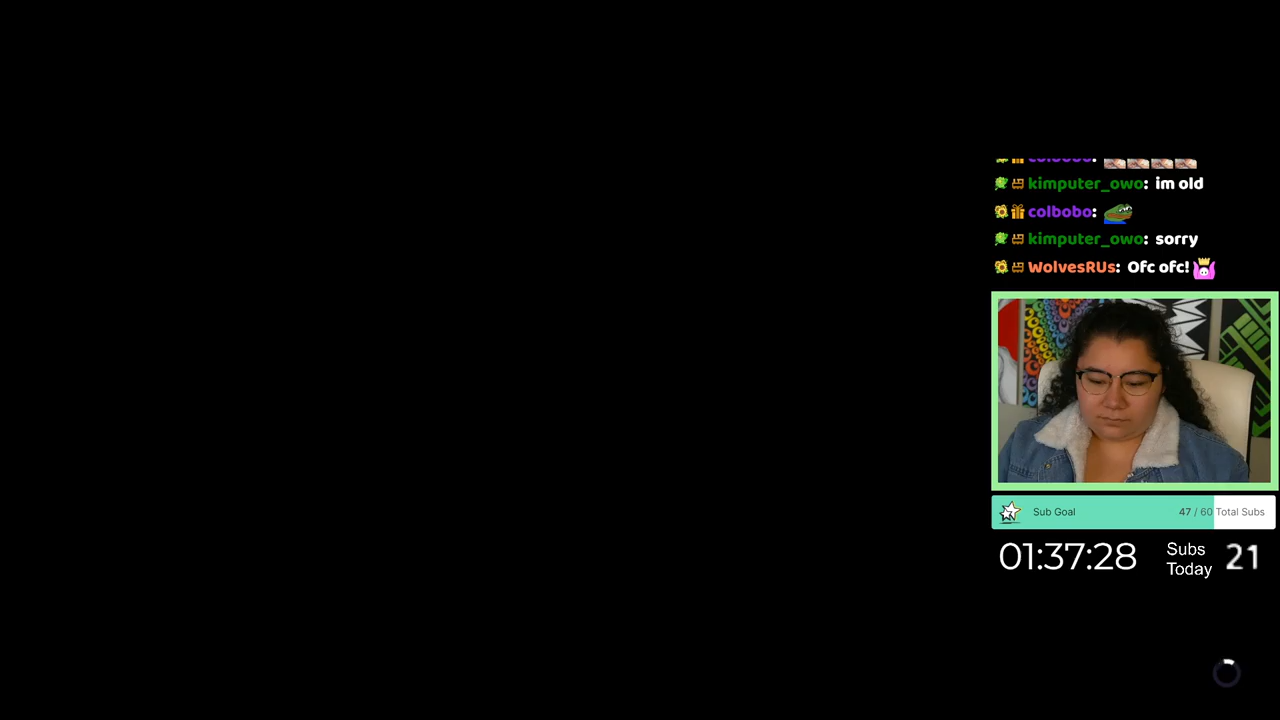 colbobo:
kimputer_owo: im old
colbobo:
kimputer_owo: sorry
WolvesRUs: Ofc ofc!
Sub Goal 47 / 60 Total Subs
01:37:28 Subs Today 21